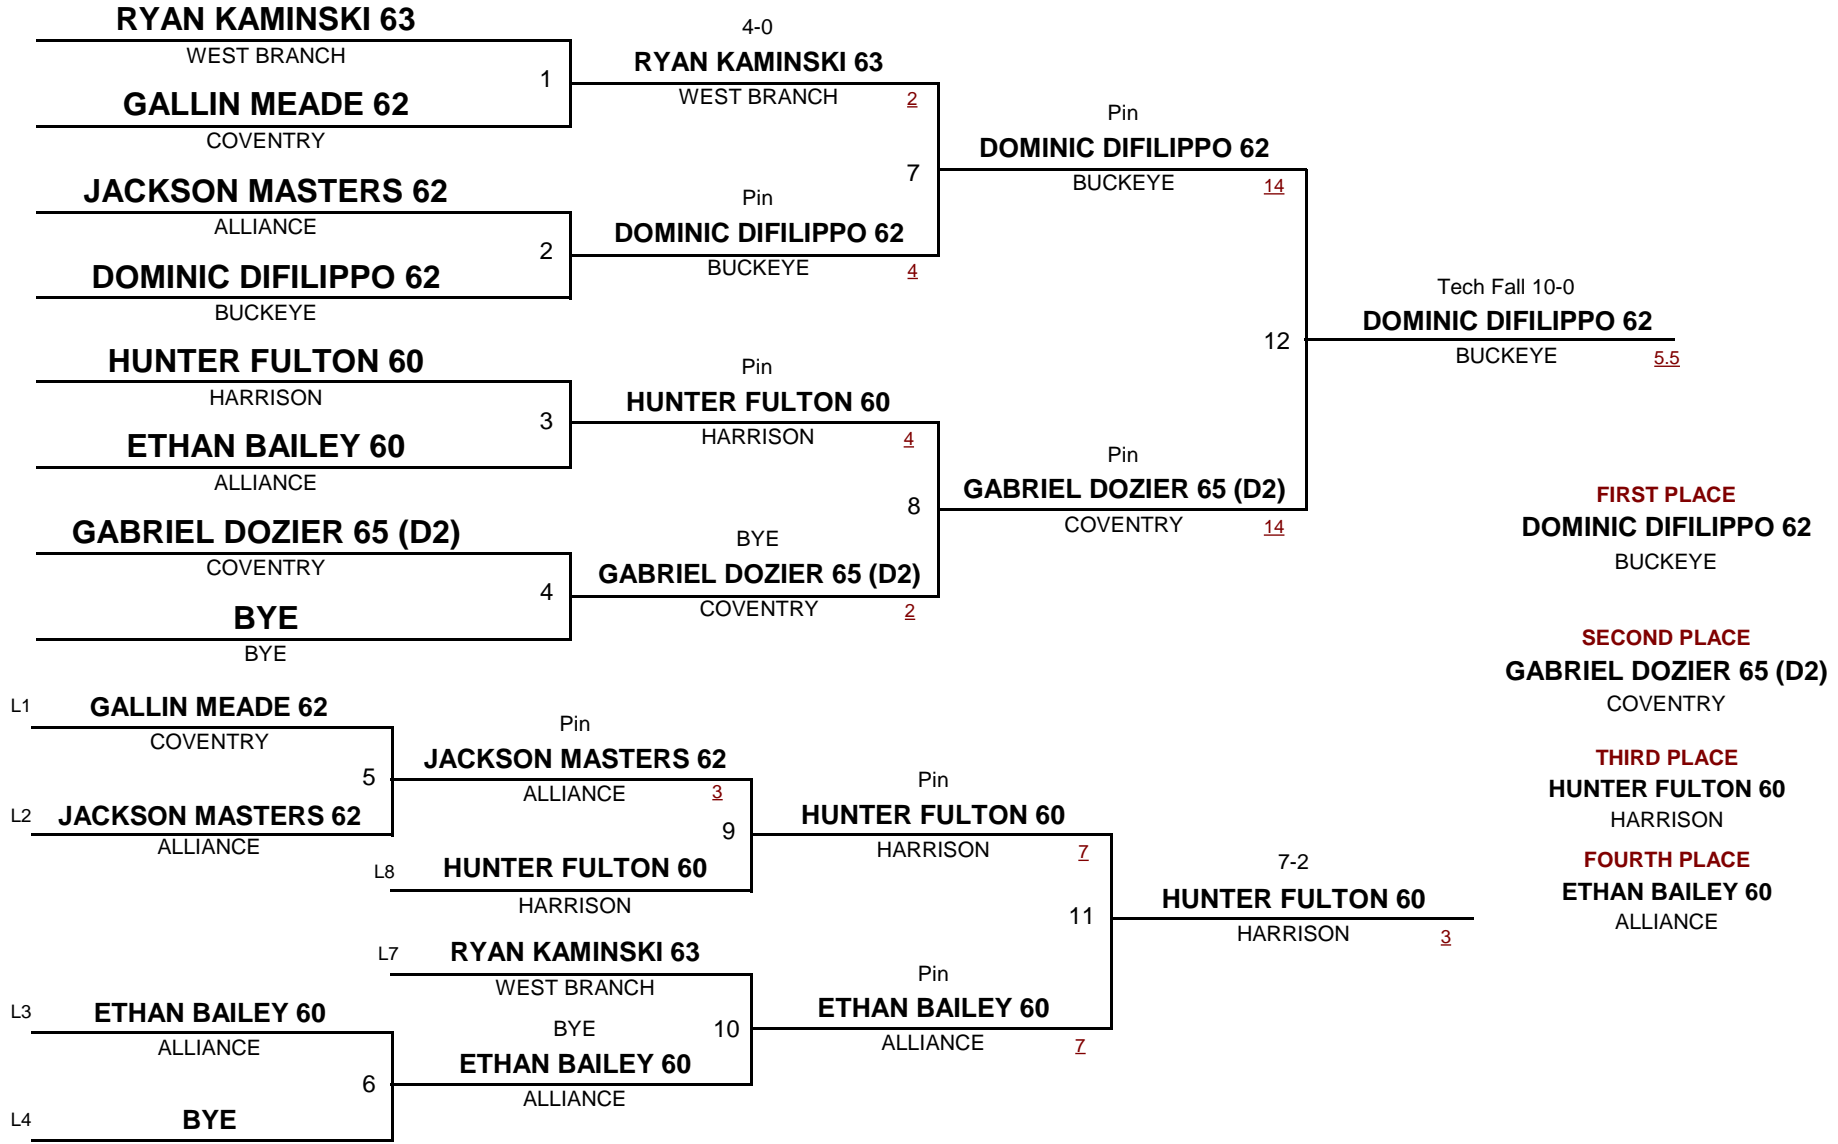 RYAN KAMINSKI 63
WEST BRANCH
1
GALLIN MEADE 62
COVENTRY
JACKSON MASTERS 62
ALLIANCE
2
DOMINIC DIFILIPPO 62
BUCKEYE
HUNTER FULTON 60
HARRISON
3
ETHAN BAILEY 60
ALLIANCE
GABRIEL DOZIER 65 (D2)
COVENTRY
4
BYE
BYE
4-0
RYAN KAMINSKI 63
WEST BRANCH 2
7
Pin
DOMINIC DIFILIPPO 62
BUCKEYE 4
Pin
HUNTER FULTON 60
HARRISON 4
8
BYE
GABRIEL DOZIER 65 (D2)
COVENTRY 2
Pin
DOMINIC DIFILIPPO 62
BUCKEYE 14
12
Pin
GABRIEL DOZIER 65 (D2)
COVENTRY 14
Tech Fall 10-0
DOMINIC DIFILIPPO 62
BUCKEYE 5.5
FIRST PLACE
DOMINIC DIFILIPPO 62
BUCKEYE
SECOND PLACE
GABRIEL DOZIER 65 (D2)
COVENTRY
THIRD PLACE
HUNTER FULTON 60
HARRISON
FOURTH PLACE
ETHAN BAILEY 60
ALLIANCE
L1 GALLIN MEADE 62
COVENTRY
5
L2 JACKSON MASTERS 62
ALLIANCE
L3 ETHAN BAILEY 60
ALLIANCE
6
L4 BYE
Pin
JACKSON MASTERS 62
ALLIANCE 3
9
L8 HUNTER FULTON 60
HARRISON
L7 RYAN KAMINSKI 63
WEST BRANCH
BYE 10
ETHAN BAILEY 60
ALLIANCE
Pin
HUNTER FULTON 60
HARRISON 7
11
Pin
ETHAN BAILEY 60
ALLIANCE 7
7-2
HUNTER FULTON 60
HARRISON 3